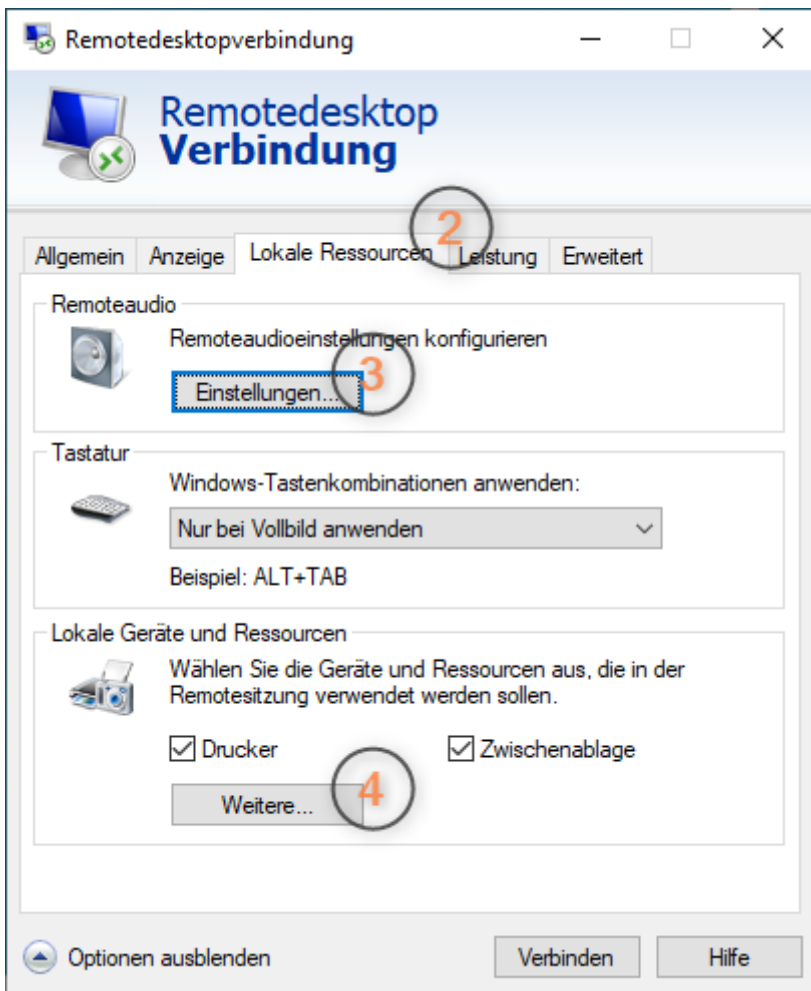 Remotedesktopverbindung
Remotedesktop
Verbindung
2
Allgemein Anzeige Lokale Ressourcen Leistung Erweitert
Remoteaudio
Remoteaudioeinstellungen konfigurieren
3
Einstellungen...
Tastatur
Windows-Tastenkombinationen anwenden:
Nur bei Vollbild anwenden
Beispiel: ALT+TAB
Lokale Geräte und Ressourcen
Wählen Sie die Geräte und Ressourcen aus, die in der
Remotesitzung verwendet werden sollen.
Drucker Zwischenablage
Weitere... 4
Optionen ausblenden Verbinden Hilfe